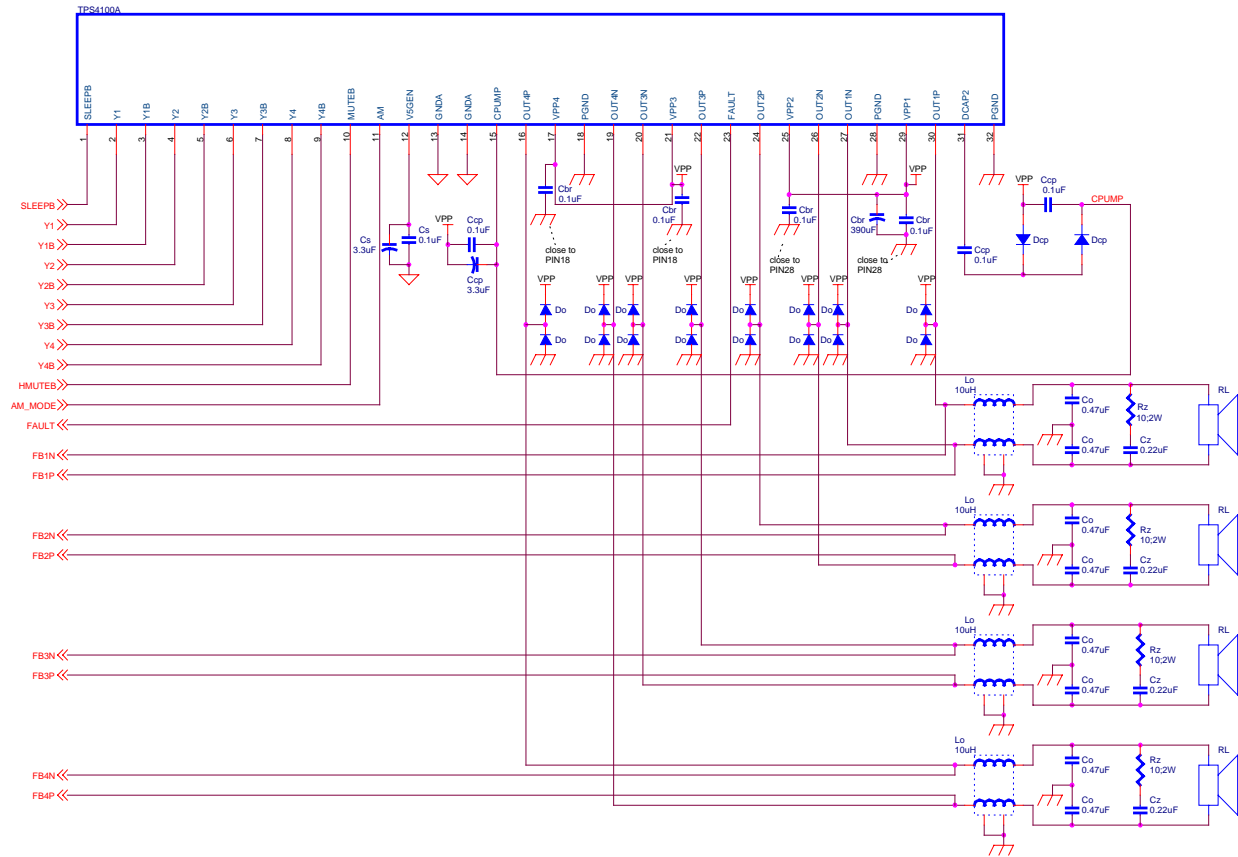 TPS4100A
SLEEPB
Y1
Y1B
Y2
Y2B
Y3
Y3B
Y4
Y4B
MUTEB
AM
V5GEN
GNDA
GNDA
CPUMP
OUT4P
VPP4
PGND
OUT4N
OUT3N
VPP3
OUT3P
FAULT
OUT2P
VPP2
OUT2N
OUT1N
PGND
VPP1
OUT1P
DCAP2
PGND
1
2
3
4
5
6
7
8
9
10
11
12
13
14
15
16
17
18
19
20
21
22
23
24
25
26
27
28
29
30
31
32
SLEEPB
Y1
Y1B
Y2
Y2B
Y3
Y3B
Y4
Y4B
HMUTEB
AM_MODE
FAULT
FB1N
FB1P
FB2N
FB2P
FB3N
FB3P
FB4N
FB4P
Cs
3.3uF
Cs
0.1uF
VPP
Ccp
0.1uF
Ccp
3.3uF
VPP
Cbr
0.1uF
close to
PIN18
VPP
Cbr
0.1uF
close to
PIN18
Cbr
0.1uF
close to
PIN28
VPP
Cbr
390uF
Cbr
0.1uF
close to
PIN28
Ccp
0.1uF
VPP
Ccp
0.1uF
CPUMP
Dcp
Dcp
VPP
Do
Do
VPP
Do
Do
VPP
Do
Do
VPP
Do
Do
VPP
Do
Do
VPP
Do
Do
VPP
Do
Do
VPP
Do
Do
Lo
10uH
Co
0.47uF
Co
0.47uF
Rz
10;2W
Cz
0.22uF
RL
Lo
10uH
Co
0.47uF
Co
0.47uF
Rz
10;2W
Cz
0.22uF
RL
Lo
10uH
Co
0.47uF
Co
0.47uF
Rz
10;2W
Cz
0.22uF
RL
Lo
10uH
Co
0.47uF
Co
0.47uF
Rz
10;2W
Cz
0.22uF
RL